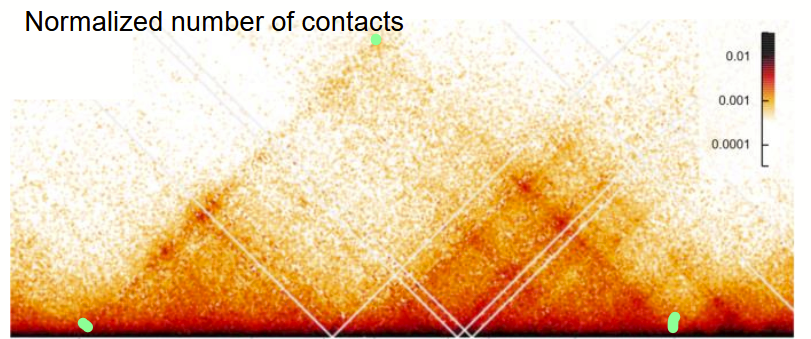 Normalized number of contacts
0.01
0.001
0.0001